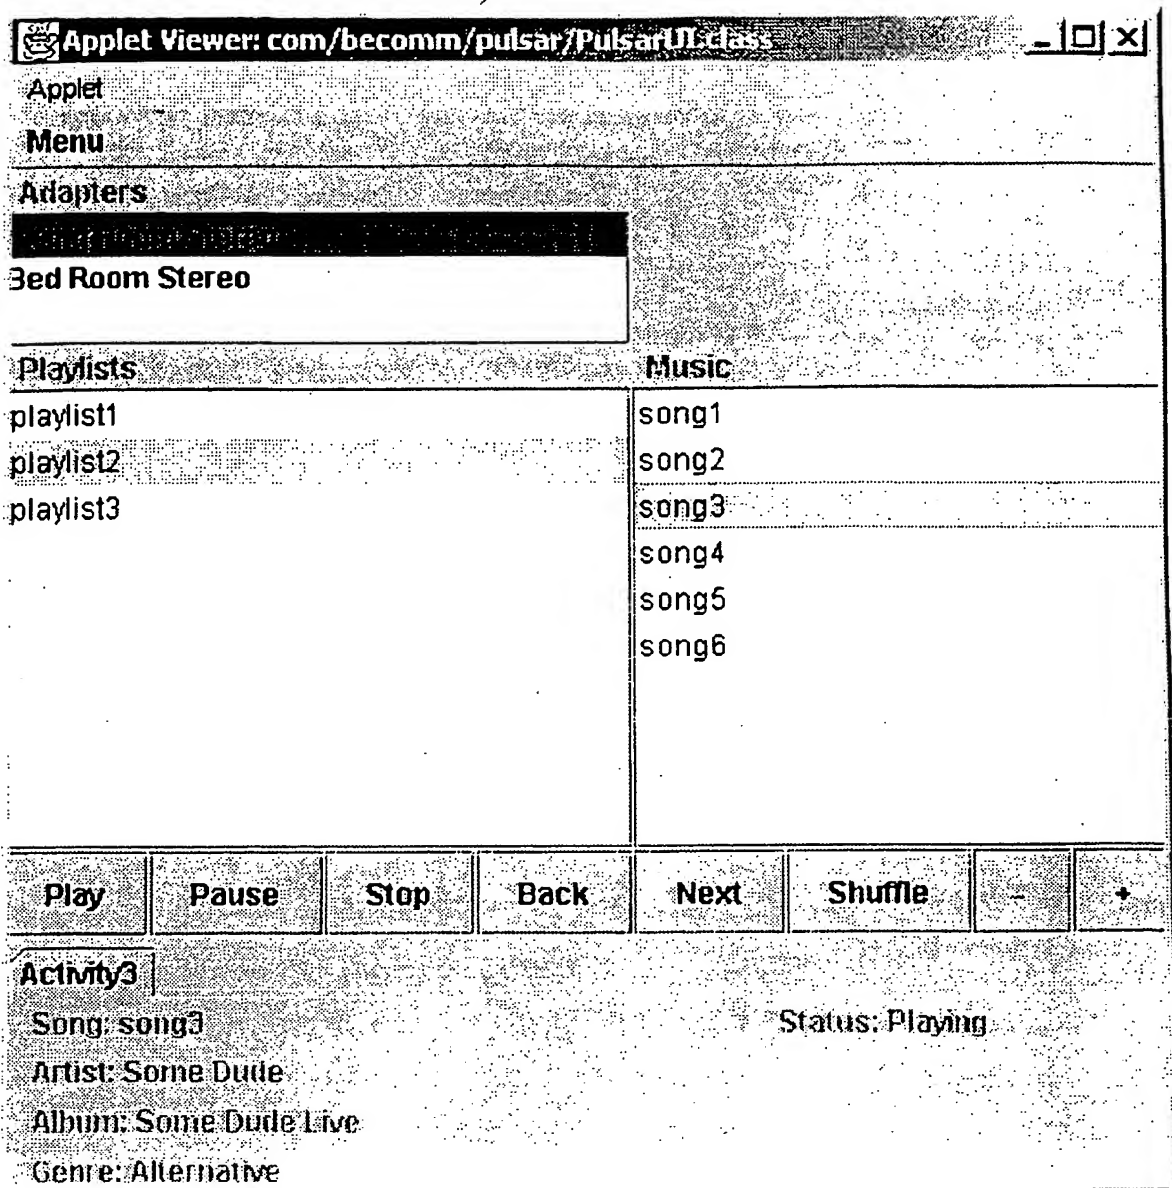 Applet Viewer: com/becomm/pulsar/PulsarUI.class
Applet
Menu
Adapters
Bed Room Stereo
Playlists Music
playlist1 song1
playlist2 song2
playlist3 song3
song4
song5
song6
Play Pause Stop Back Next Shuffle - +
Activity3
Song: song3 Status: Playing
Artist: Some Dude
Album: Some Dude Live
Genre: Alternative